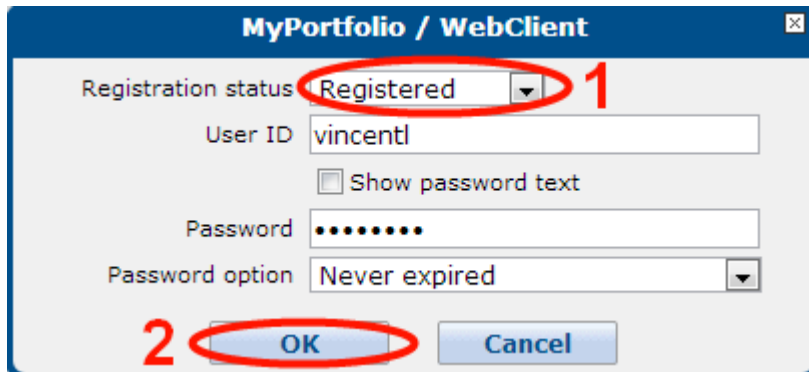 MyPortfolio / WebClient
Registration status Registered 1
User ID vincentl
Show password text
Password ••••••••
Password option Never expired
2 OK Cancel